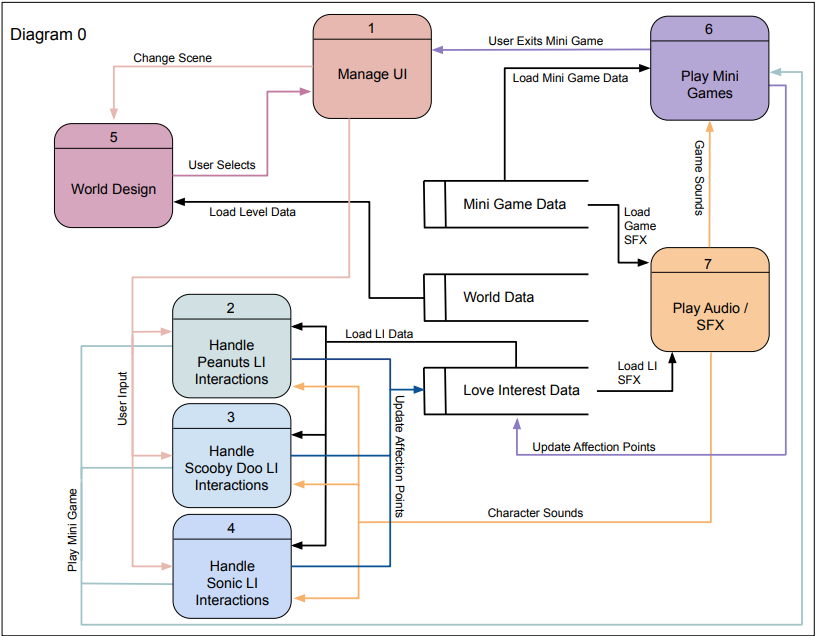 Diagram 0
1
Manage UI
6
Play Mini
Games
User Exits Mini Game
Change Scene
Load Mini Game Data
5
World Design
User Selects
Load Level Data
Mini Game Data
Load
Game
SFX
Game Sounds
7
Play Audio /
SFX
World Data
2
Handle
Peanuts LI
Interactions
Load LI Data
Love Interest Data
Load LI
SFX
User Input
3
Handle
Scooby Doo LI
Interactions
Update Affection Points
Update Affection Points
Character Sounds
Play Mini Game
4
Handle
Sonic LI
Interactions